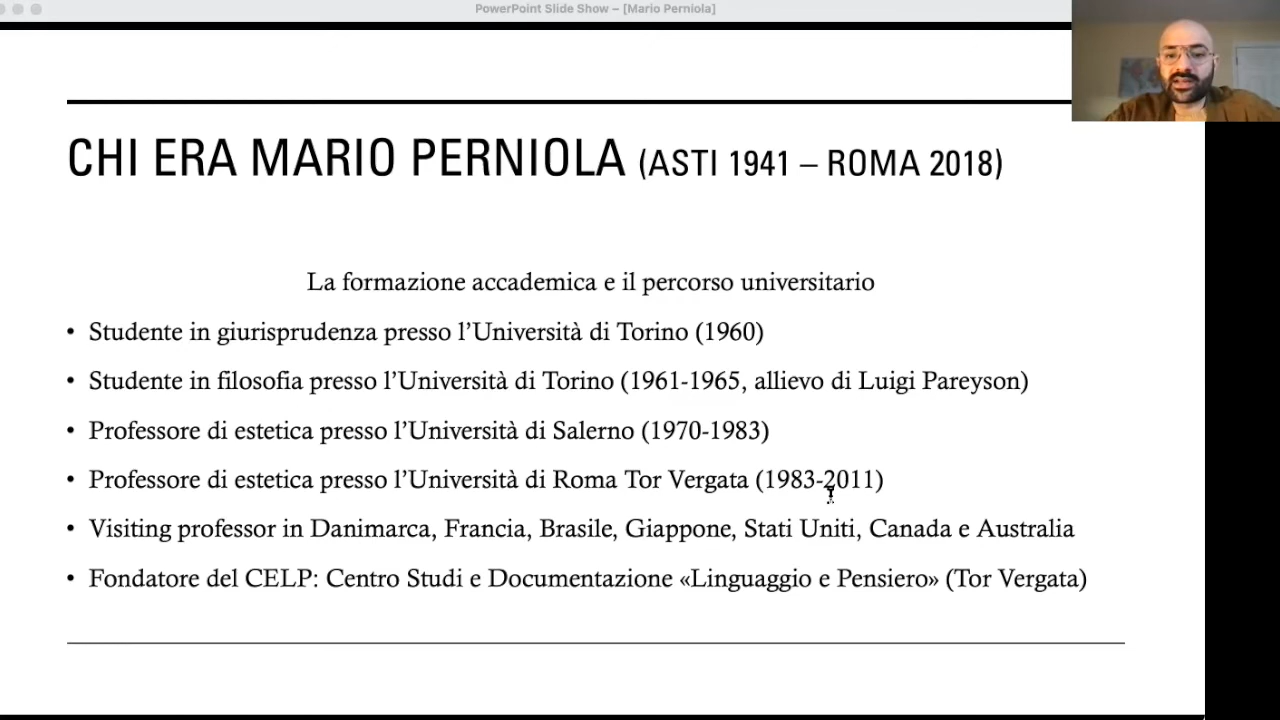 PowerPoint Slide Show – [Mario Perniola]
CHI ERA MARIO PERNIOLA (ASTI 1941 – ROMA 2018)
La formazione accademica e il percorso universitario
• Studente in giurisprudenza presso l’Università di Torino (1960)
• Studente in filosofia presso l’Università di Torino (1961-1965, allievo di Luigi Pareyson)
• Professore di estetica presso l’Università di Salerno (1970-1983)
• Professore di estetica presso l’Università di Roma Tor Vergata (1983-2011)
• Visiting professor in Danimarca, Francia, Brasile, Giappone, Stati Uniti, Canada e Australia
• Fondatore del CELP: Centro Studi e Documentazione «Linguaggio e Pensiero» (Tor Vergata)